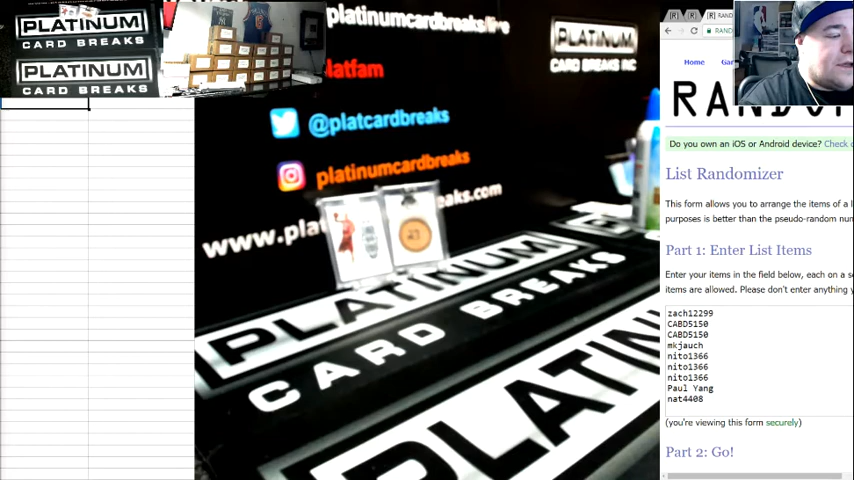 PLATINUM
CARD BREAKS
PLATINUM
CARD BREAKS
platinumcardbreaks live
platfam
@platcardbreaks
platinumcardbreaks
PLATINUM
CARD BREAKS INC
PLATINUM
CARD BREAKS
Home
Do you own an iOS or Android device? Check
List Randomizer
This form allows you to arrange the items of a
purposes is better than the pseudo-random
Part 1: Enter List Items
Enter your items in the field below, each on a
items are allowed. Please don't enter anything
zach12299
CABD5150
CABD5150
mkjauch
nito1366
nito1366
nito1366
Paul Yang
nat4408
(you're viewing this form securely)
Part 2: Go!